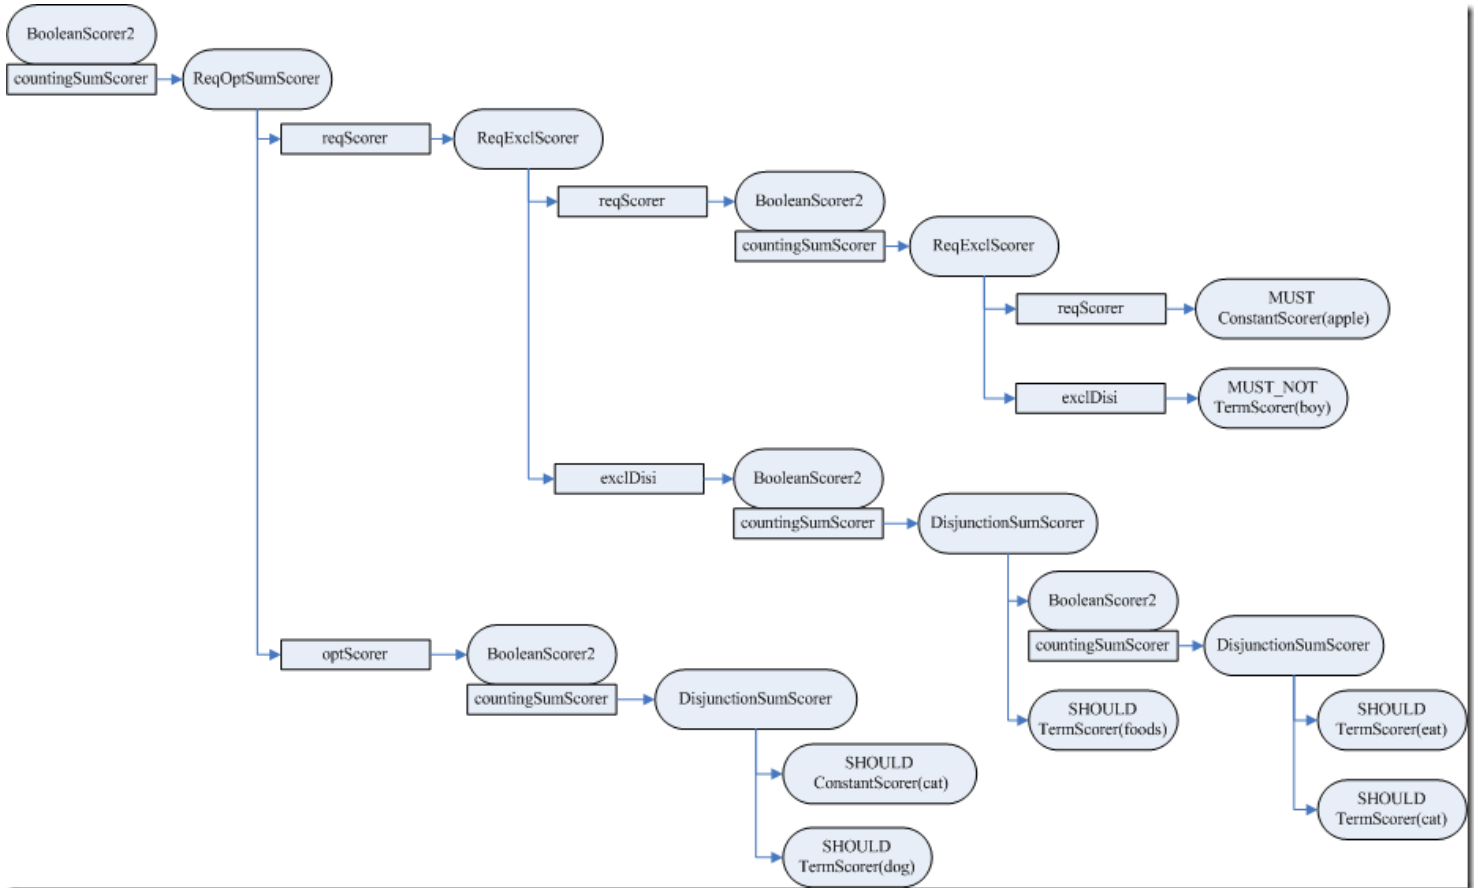 BooleanScorer2
countingSumScorer
ReqOptSumScorer
reqScorer
ReqExclScorer
reqScorer
BooleanScorer2
countingSumScorer
ReqExclScorer
reqScorer
MUST
ConstantScorer(apple)
exclDisi
MUST_NOT
TermScorer(boy)
exclDisi
BooleanScorer2
countingSumScorer
DisjunctionSumScorer
BooleanScorer2
countingSumScorer
DisjunctionSumScorer
SHOULD
TermScorer(eat)
SHOULD
TermScorer(cat)
SHOULD
TermScorer(foods)
optScorer
BooleanScorer2
countingSumScorer
DisjunctionSumScorer
SHOULD
ConstantScorer(cat)
SHOULD
TermScorer(dog)